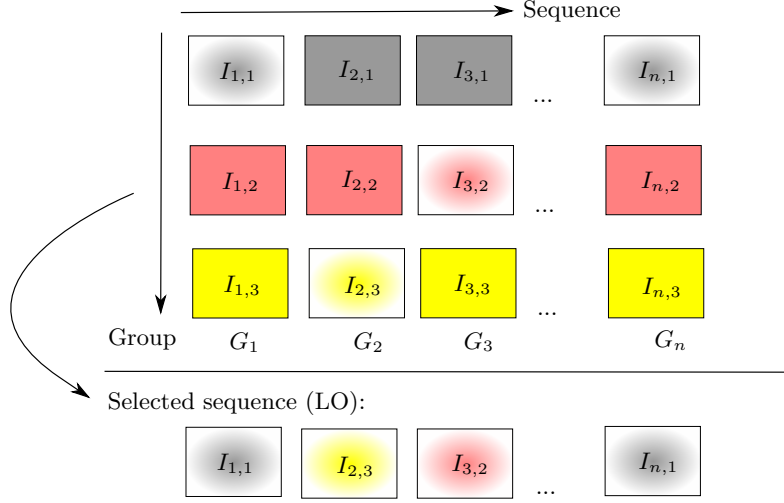 Sequence
I1,1 I2,1 I3,1 ... In,1
I1,2 I2,2 I3,2 ... In,2
I1,3 I2,3 I3,3 ... In,3
Group G1 G2 G3 Gn
Selected sequence (LO):
I1,1 I2,3 I3,2 ... In,1